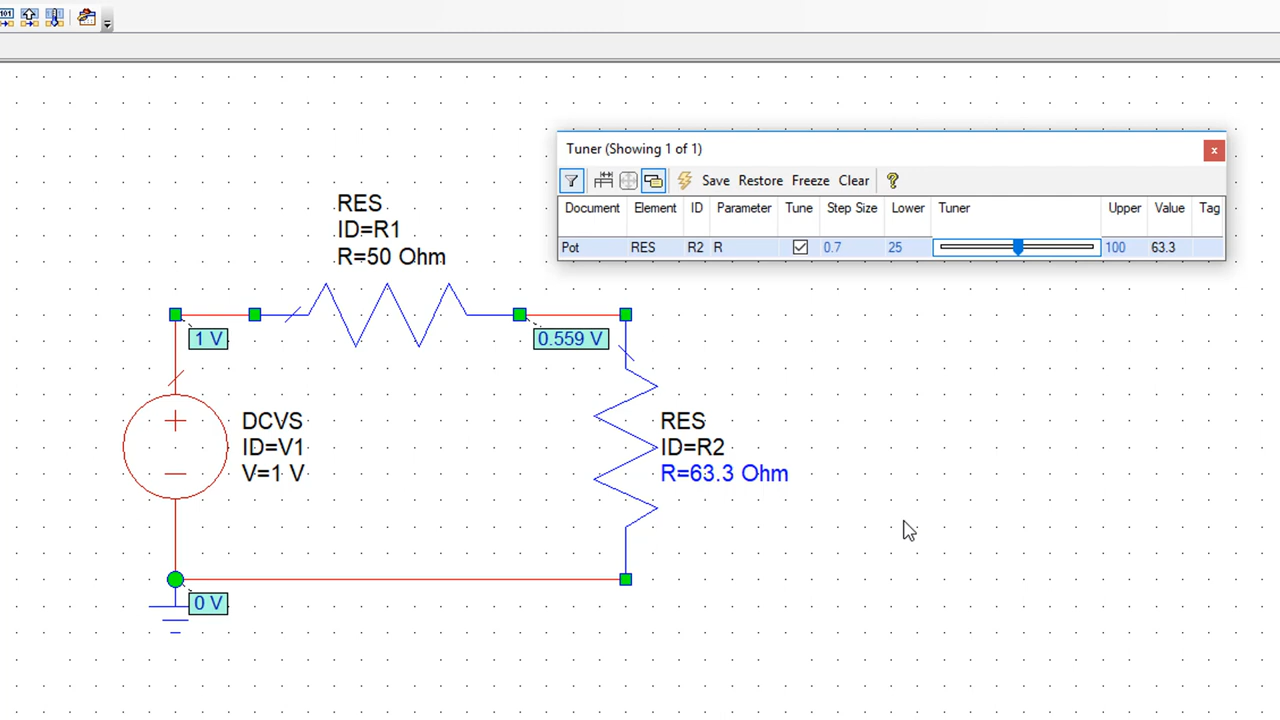 101
Tuner (Showing 1 of 1)
x
Save Restore Freeze Clear ?
Document Element ID Parameter Tune Step Size Lower Tuner Upper Value Tag
Pot RES R2 R 0.7 25 100 63.3
RES
ID=R1
R=50 Ohm
1 V
0.559 V
DCVS
ID=V1
V=1 V
RES
ID=R2
R=63.3 Ohm
0 V